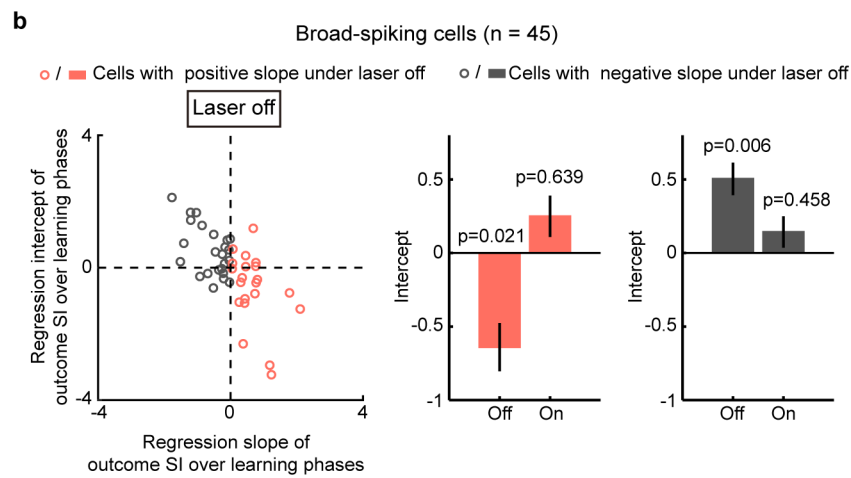 b
Broad-spiking cells (n = 45)
/ Cells with positive slope under laser off
/ Cells with negative slope under laser off
Laser off
Regression intercept of
outcome SI over learning phases
4
0
-4
-4
0
4
Regression slope of
outcome SI over learning phases
Intercept
0.5
0
-0.5
-1
p=0.021
p=0.639
Off
On
Intercept
0.5
0
-0.5
-1
p=0.006
p=0.458
Off
On